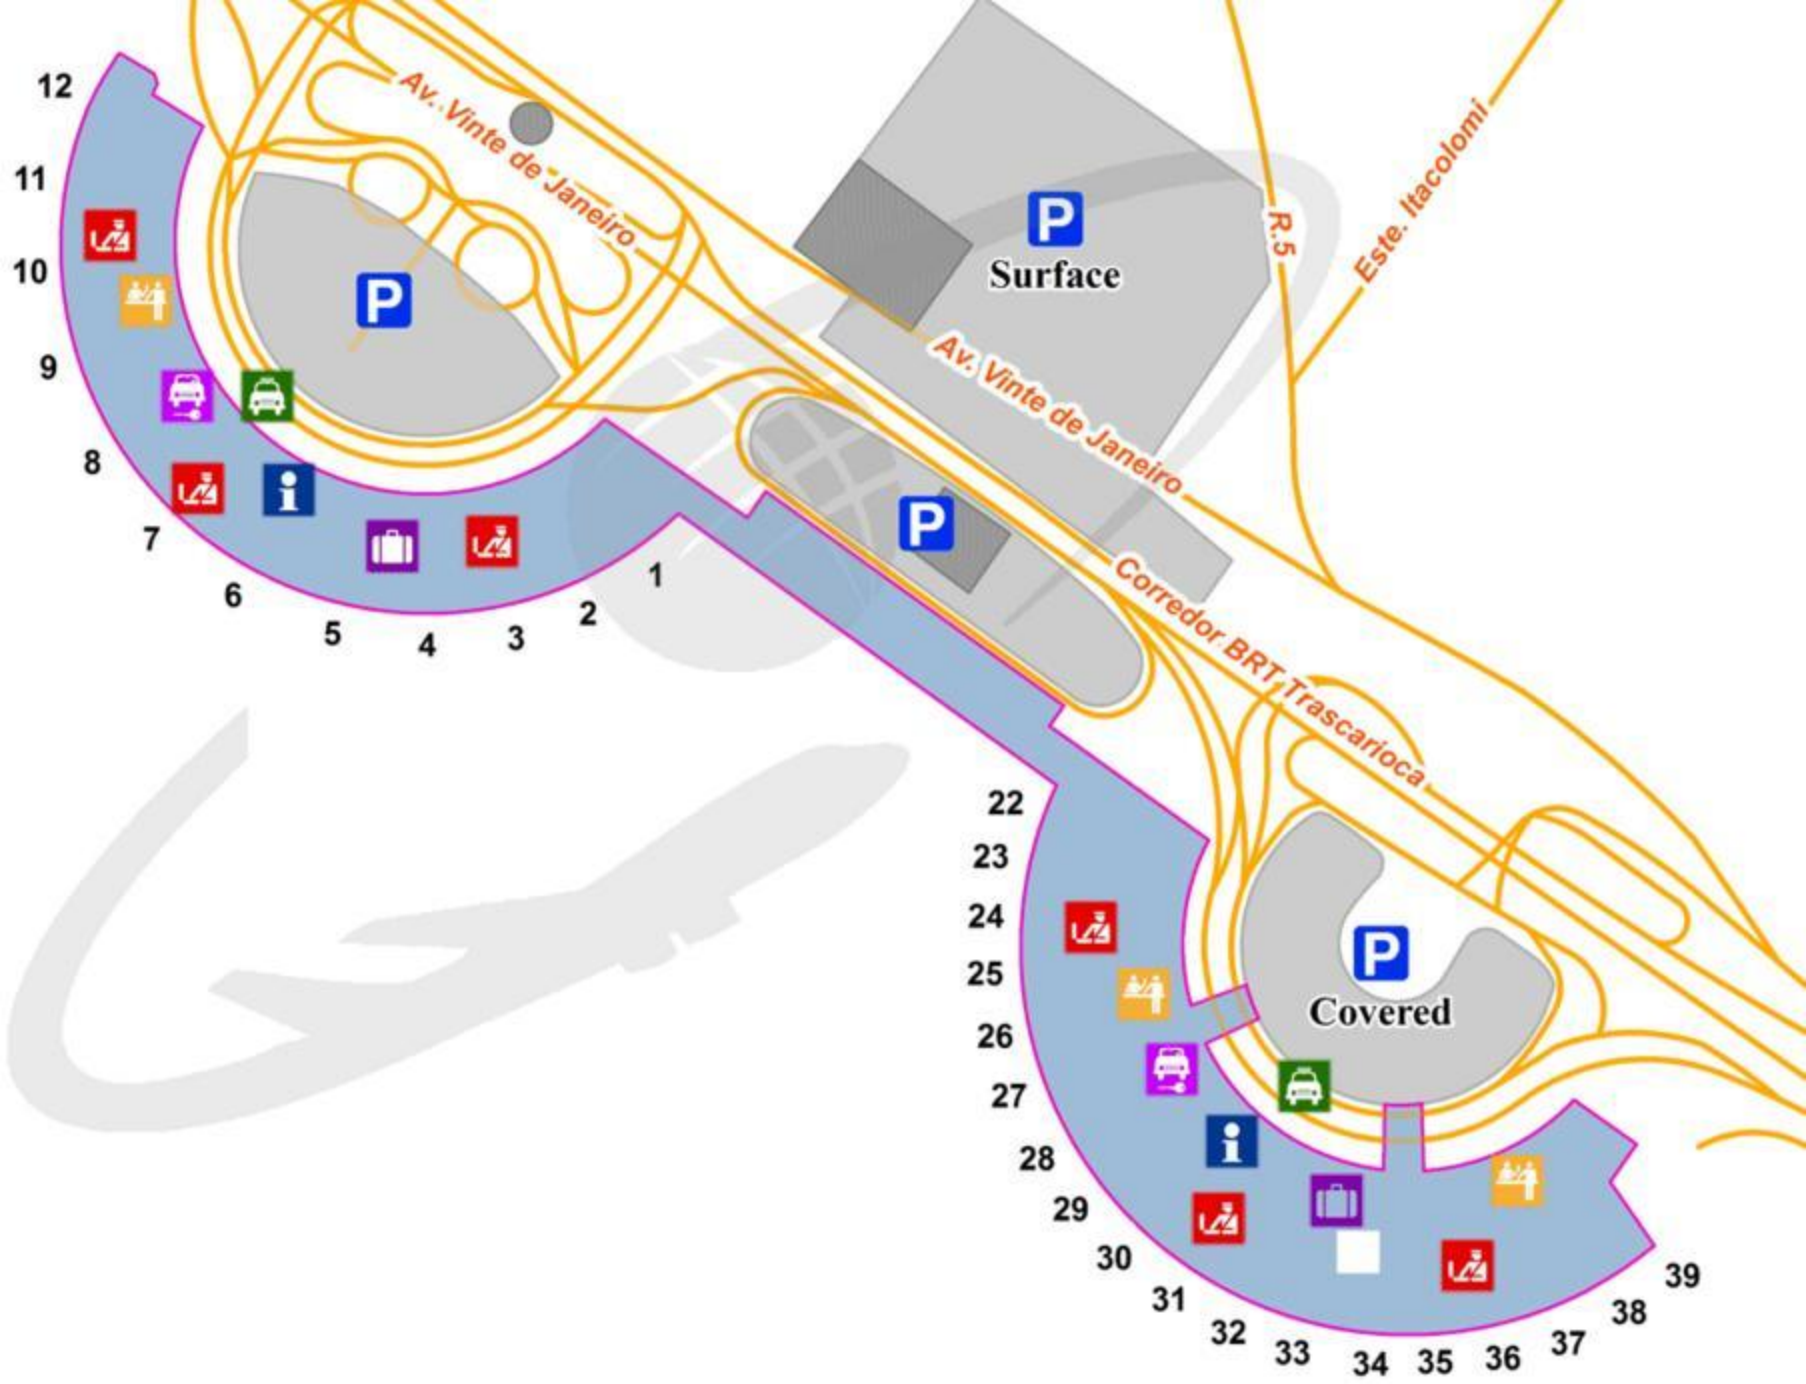 12
11
10
9
8
7
6
5
4
3
2
1
Av. Vinte de Janeiro
P
P
Surface
R.5
Este. Itacolomi
Av. Vinte de Janeiro
P
Corredor BRT Trascarioca
P
Covered
22
23
24
25
26
27
28
29
30
31
32
33
34
35
36
37
38
39